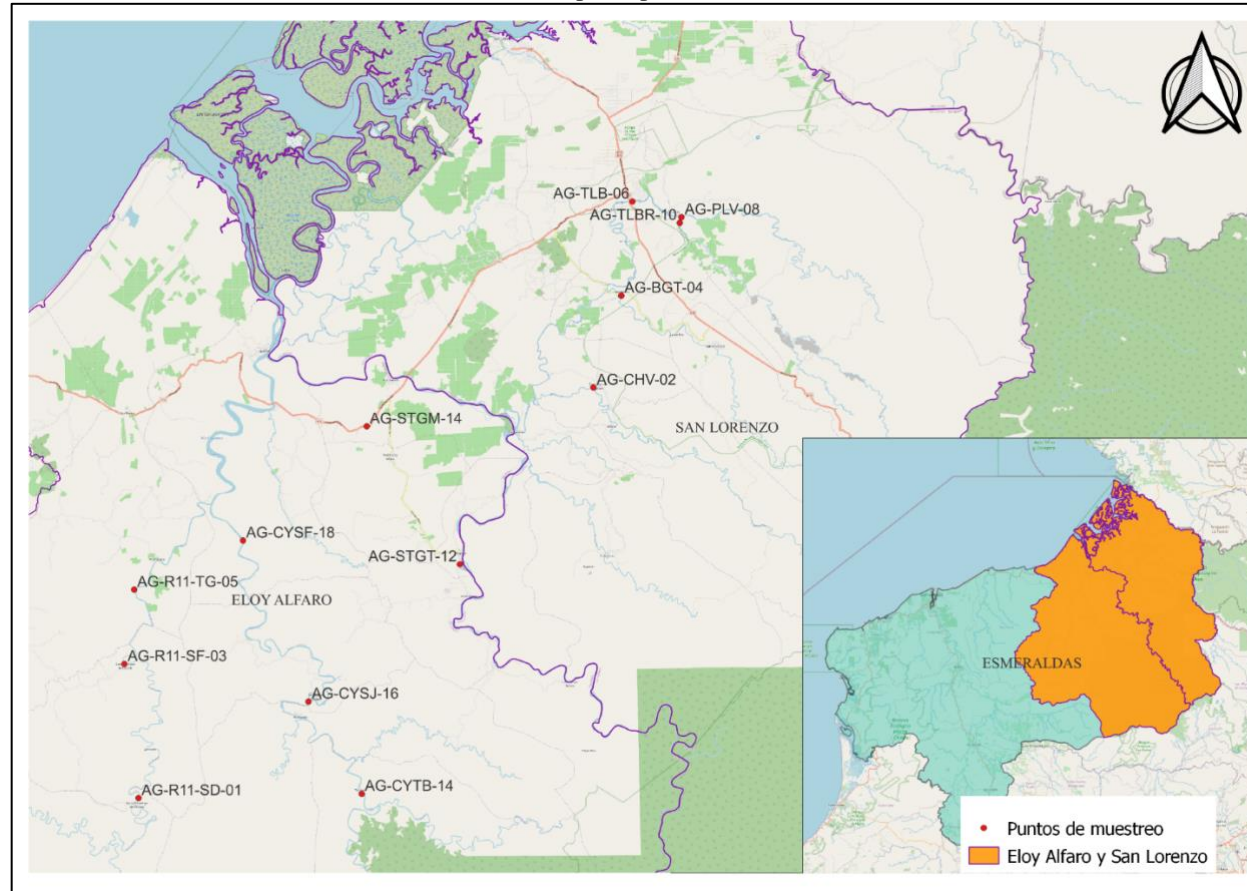 AG-TLB-06
AG-TLBR-10
AG-PLV-08
AG-BGT-04
AG-CHV-02
AG-STGM-14
SAN LORENZO
AG-CYSF-18
AG-STGT-12
AG-R11-TG-05
ELOY ALFARO
AG-R11-SF-03
AG-CYSJ-16
AG-R11-SD-01
AG-CYTB-14
ESMERALDAS
Puntos de muestreo
Eloy Alfaro y San Lorenzo